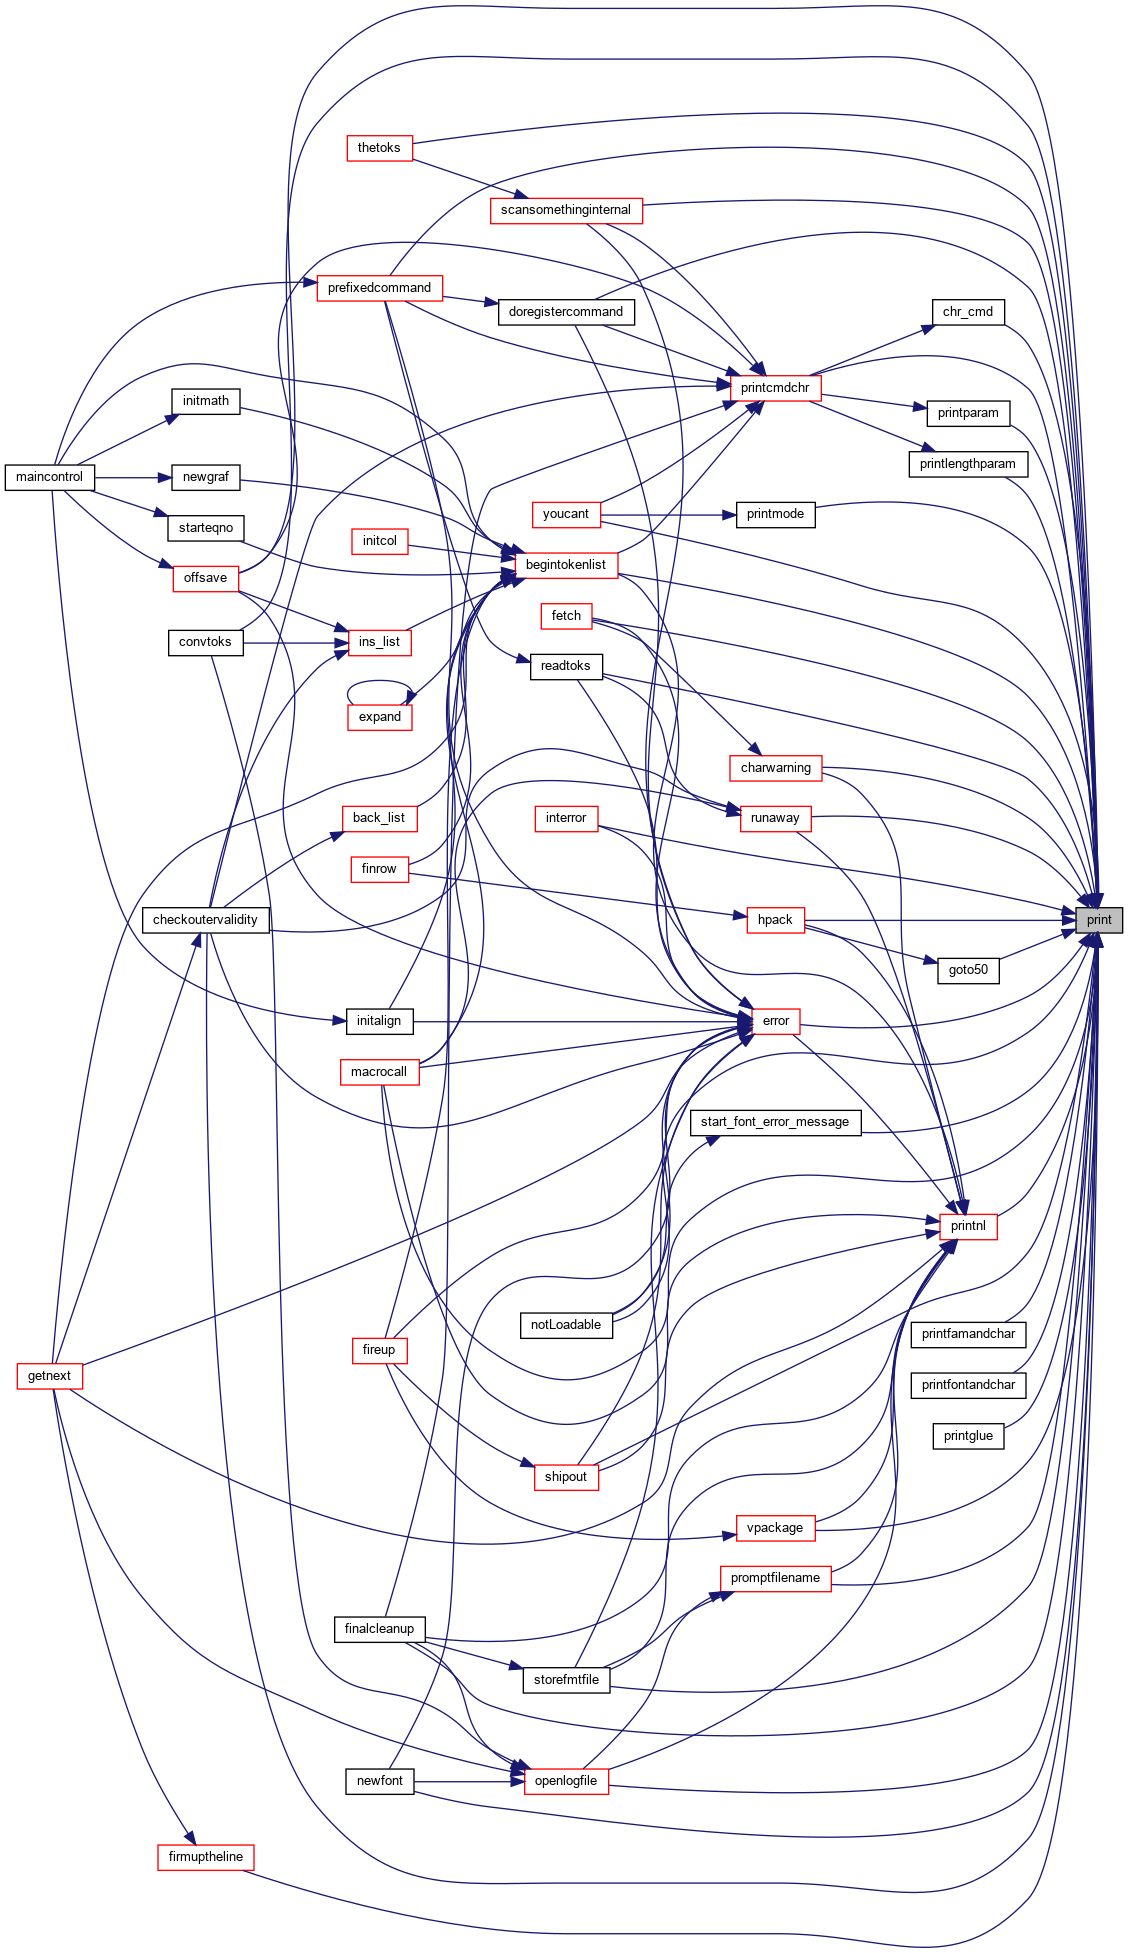 thetoks
scansomethinginternal
prefixedcommand
doregistercommand
chr_cmd
printcmdchr
initmath
printparam
maincontrol
newgraf
printlengthparam
youcant
printmode
starteqno
initcol
begintokenlist
offsave
fetch
convtoks
ins_list
readtoks
expand
charwarning
back_list
interror
runaway
finrow
checkoutervalidity
hpack
print
goto50
initalign
error
macrocall
start_font_error_message
printnl
notLoadable
printfamandchar
fireup
getnext
printfontandchar
printglue
shipout
vpackage
promptfilename
finalcleanup
storefmtfile
newfont
openlogfile
firmuptheline